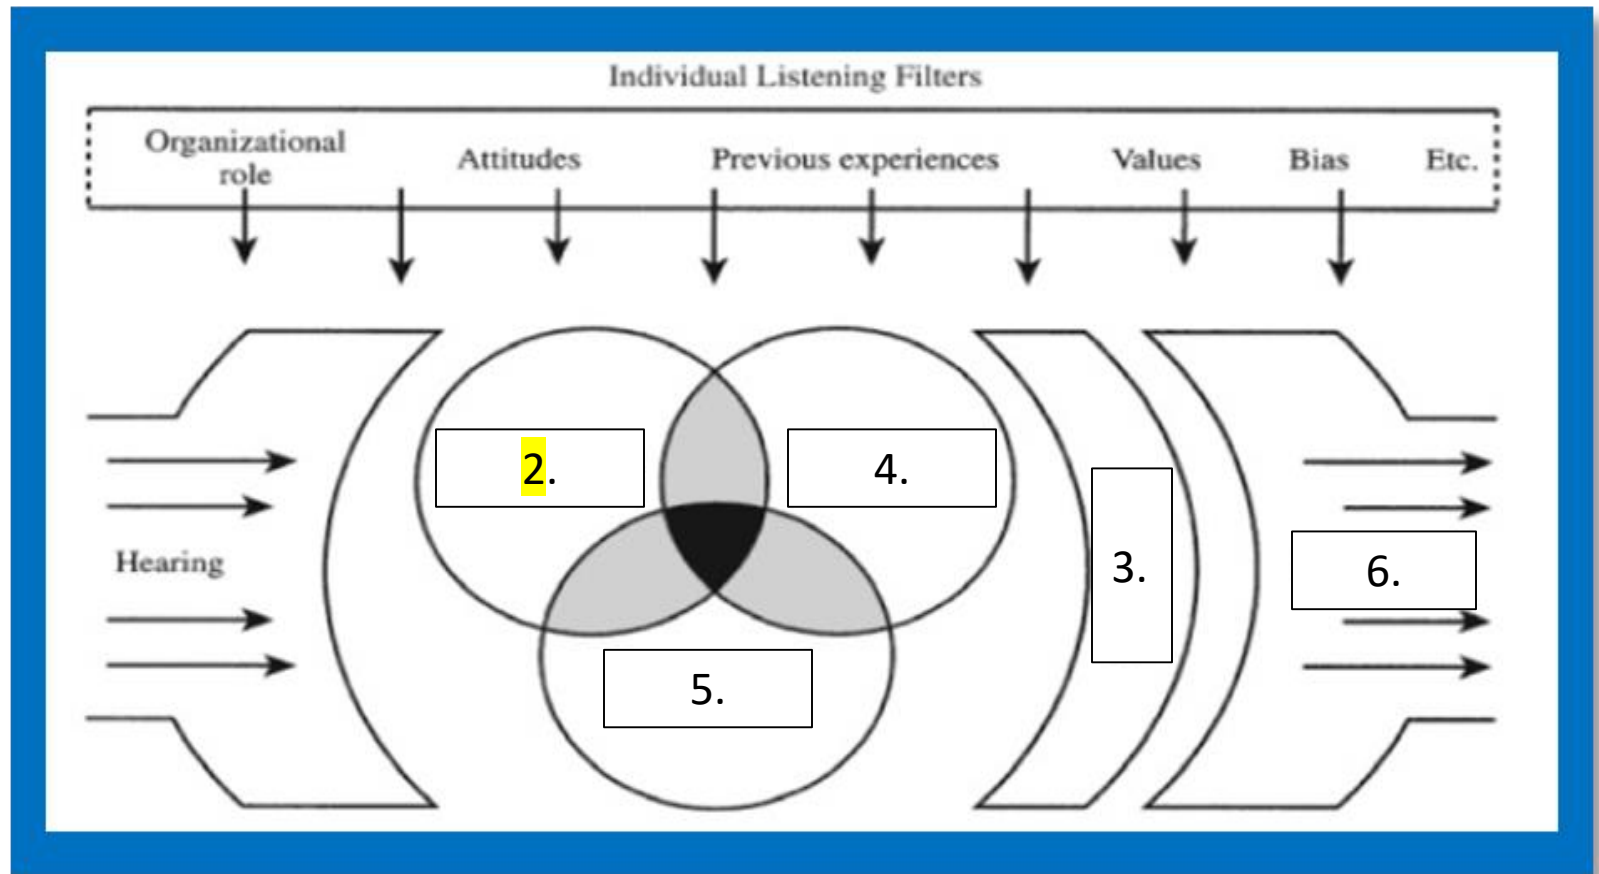 Individual Listening Filters
Organizational role
Attitudes
Previous experiences
Values
Bias
Etc.
2.
4.
3.
Hearing
6.
5.